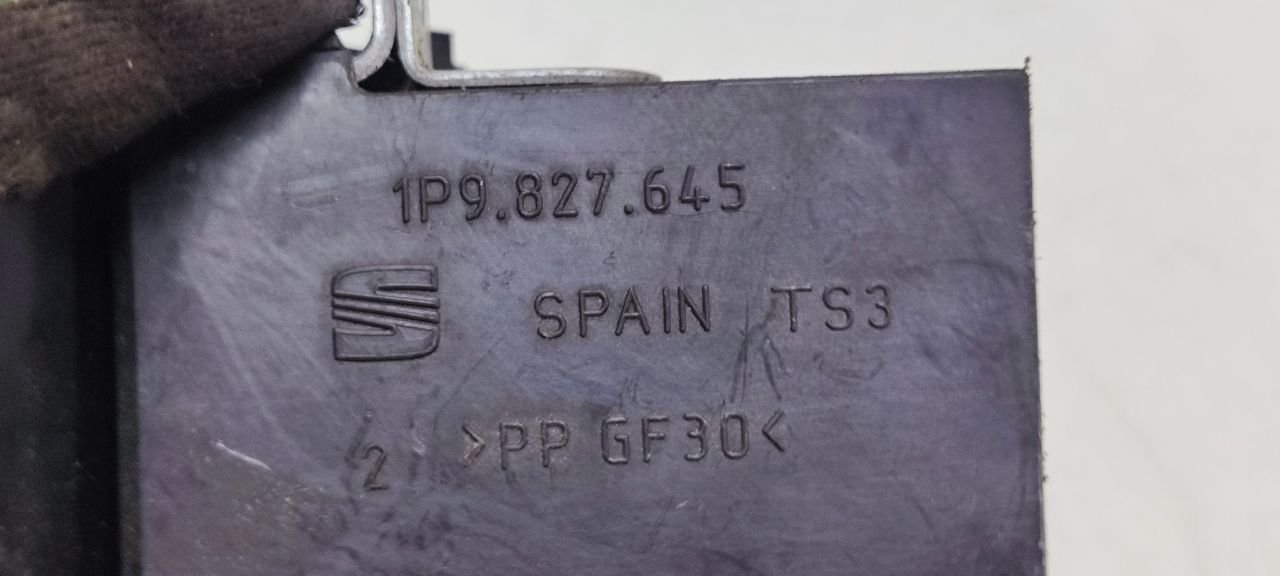 1P9.827.645
SPAIN TS3
2 >PP GF30<